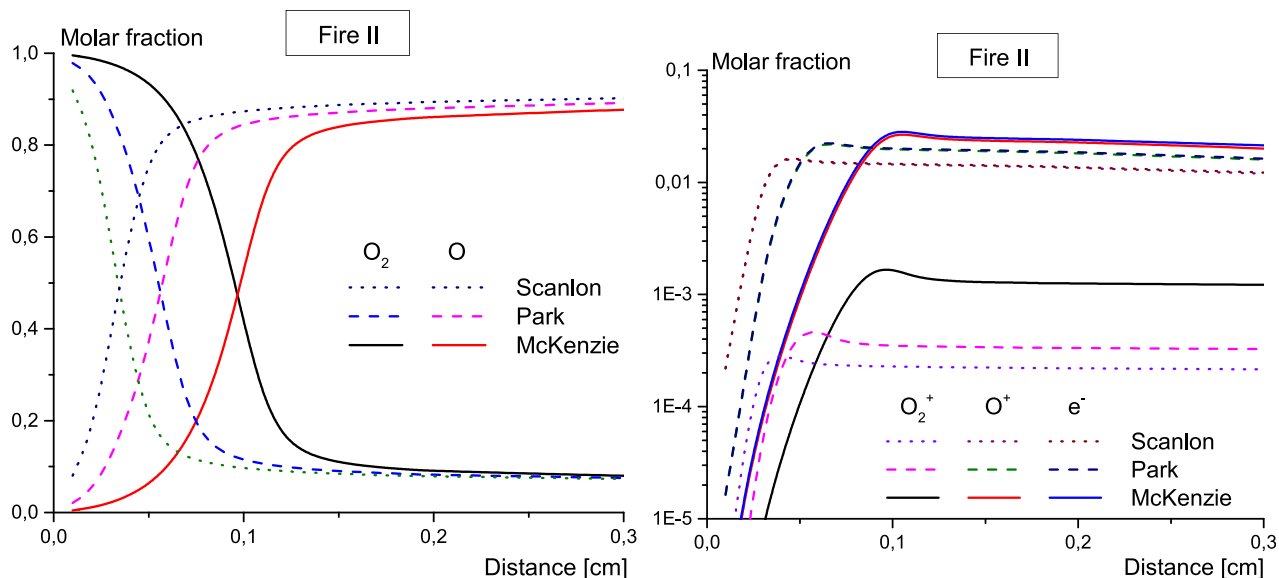 Molar fraction
Fire II
1,0
0,8
0,6
0,4
0,2
0,0
O₂ O
Scanlon
Park
McKenzie
0,0 0,1 0,2 0,3
Distance [cm]
Molar fraction
Fire II
0,1
0,01
1E-3
1E-4
1E-5
O₂⁺ O⁺ e⁻
Scanlon
Park
McKenzie
0,0 0,1 0,2 0,3
Distance [cm]